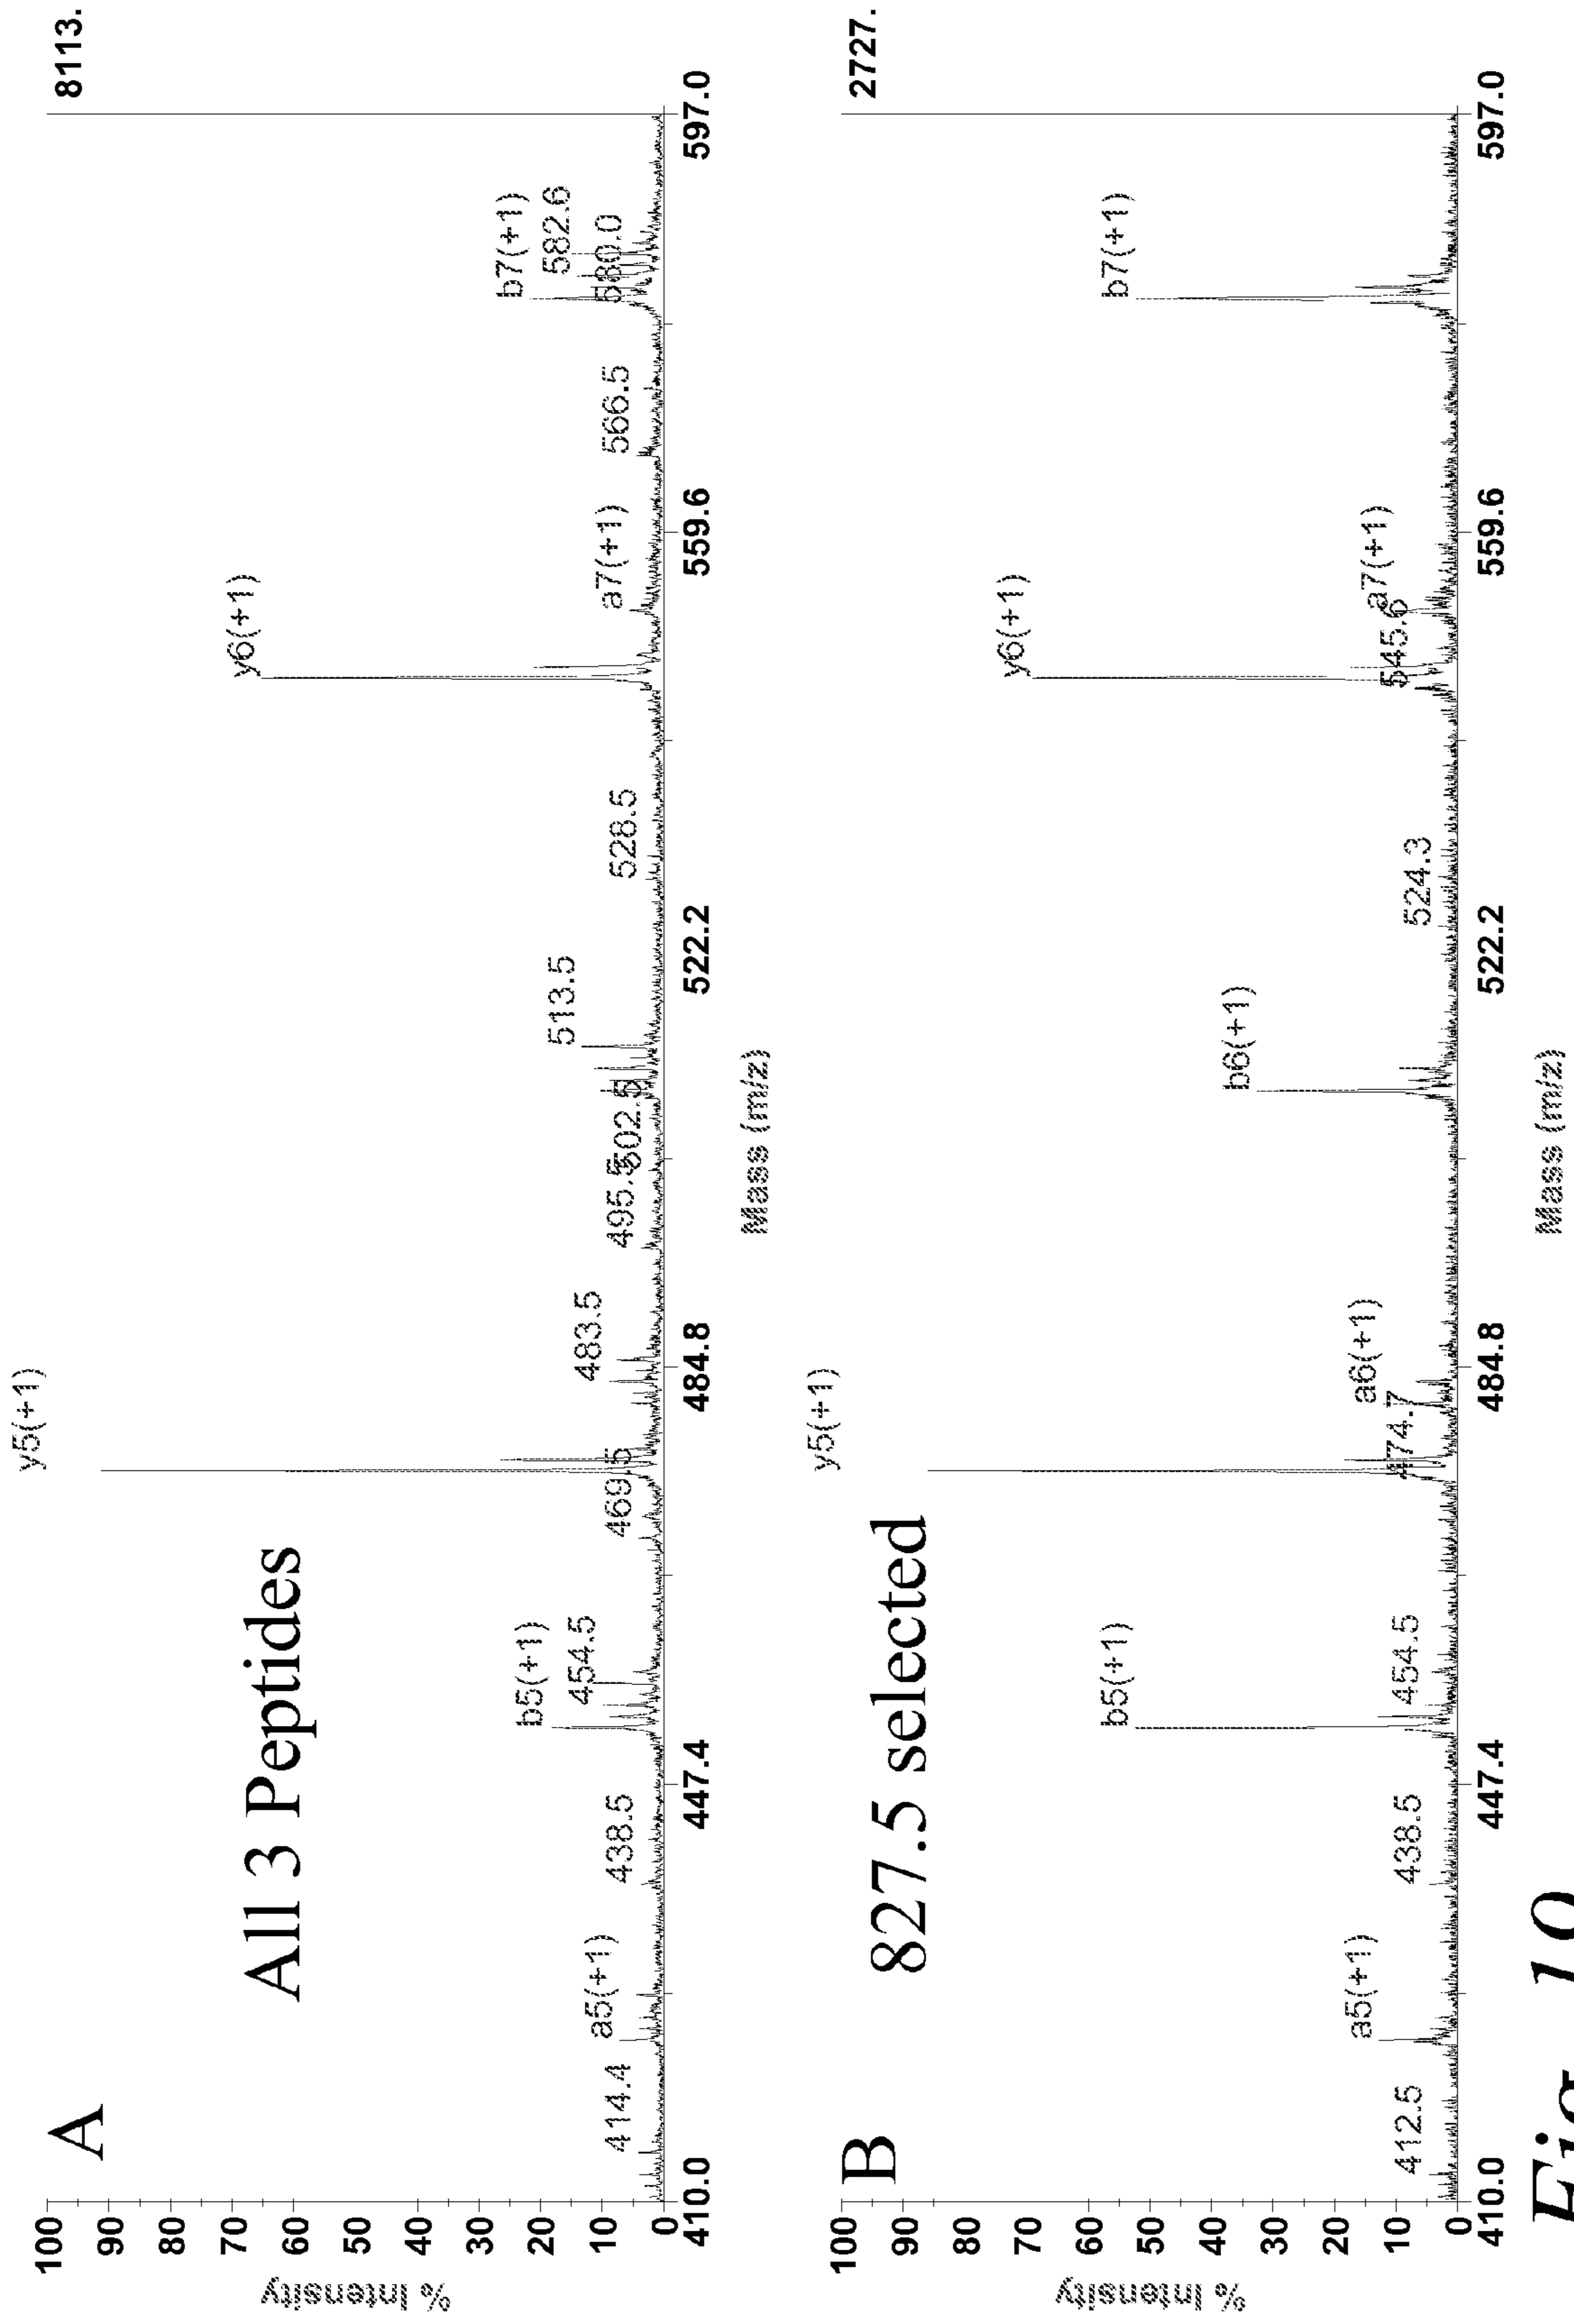 A
All 3 Peptides
8113.
% Intensity
100
90
80
70
60
50
40
30
20
10
0
414.4
a5(+1)
438.5
b5(+1)
454.5
469.5
y5(+1)
483.5
495.5
502.5
513.5
528.5
y6(+1)
a7(+1)
566.5
b7(+1)
582.6
580.0
410.0 447.4 484.8 522.2 559.6 597.0
Mass (m/z)
B
827.5 selected
2727.
% Intensity
100
90
80
70
60
50
40
30
20
10
0
412.5
a5(+1)
438.5
b5(+1)
454.5
y5(+1)
474.7
a6(+1)
b6(+1)
524.3
y6(+1)
545.6
a7(+1)
b7(+1)
410.0 447.4 484.8 522.2 559.6 597.0
Mass (m/z)
Fig. 19